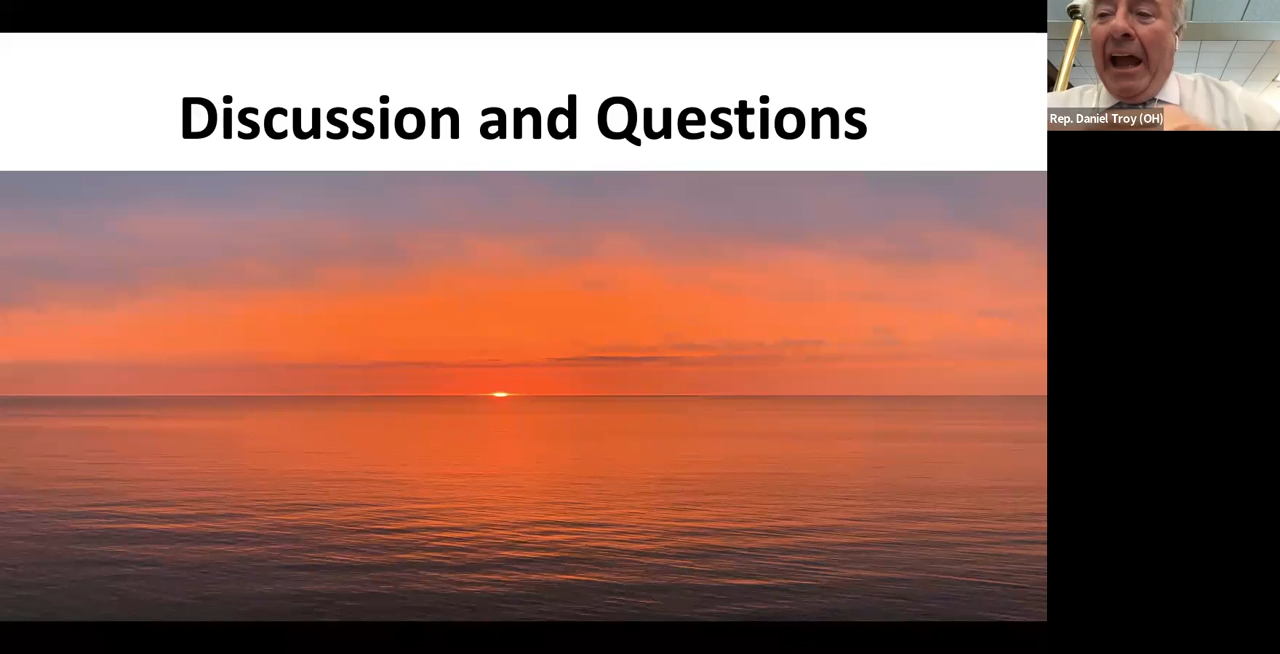 Discussion and Questions
Rep. Daniel Troy (OH)